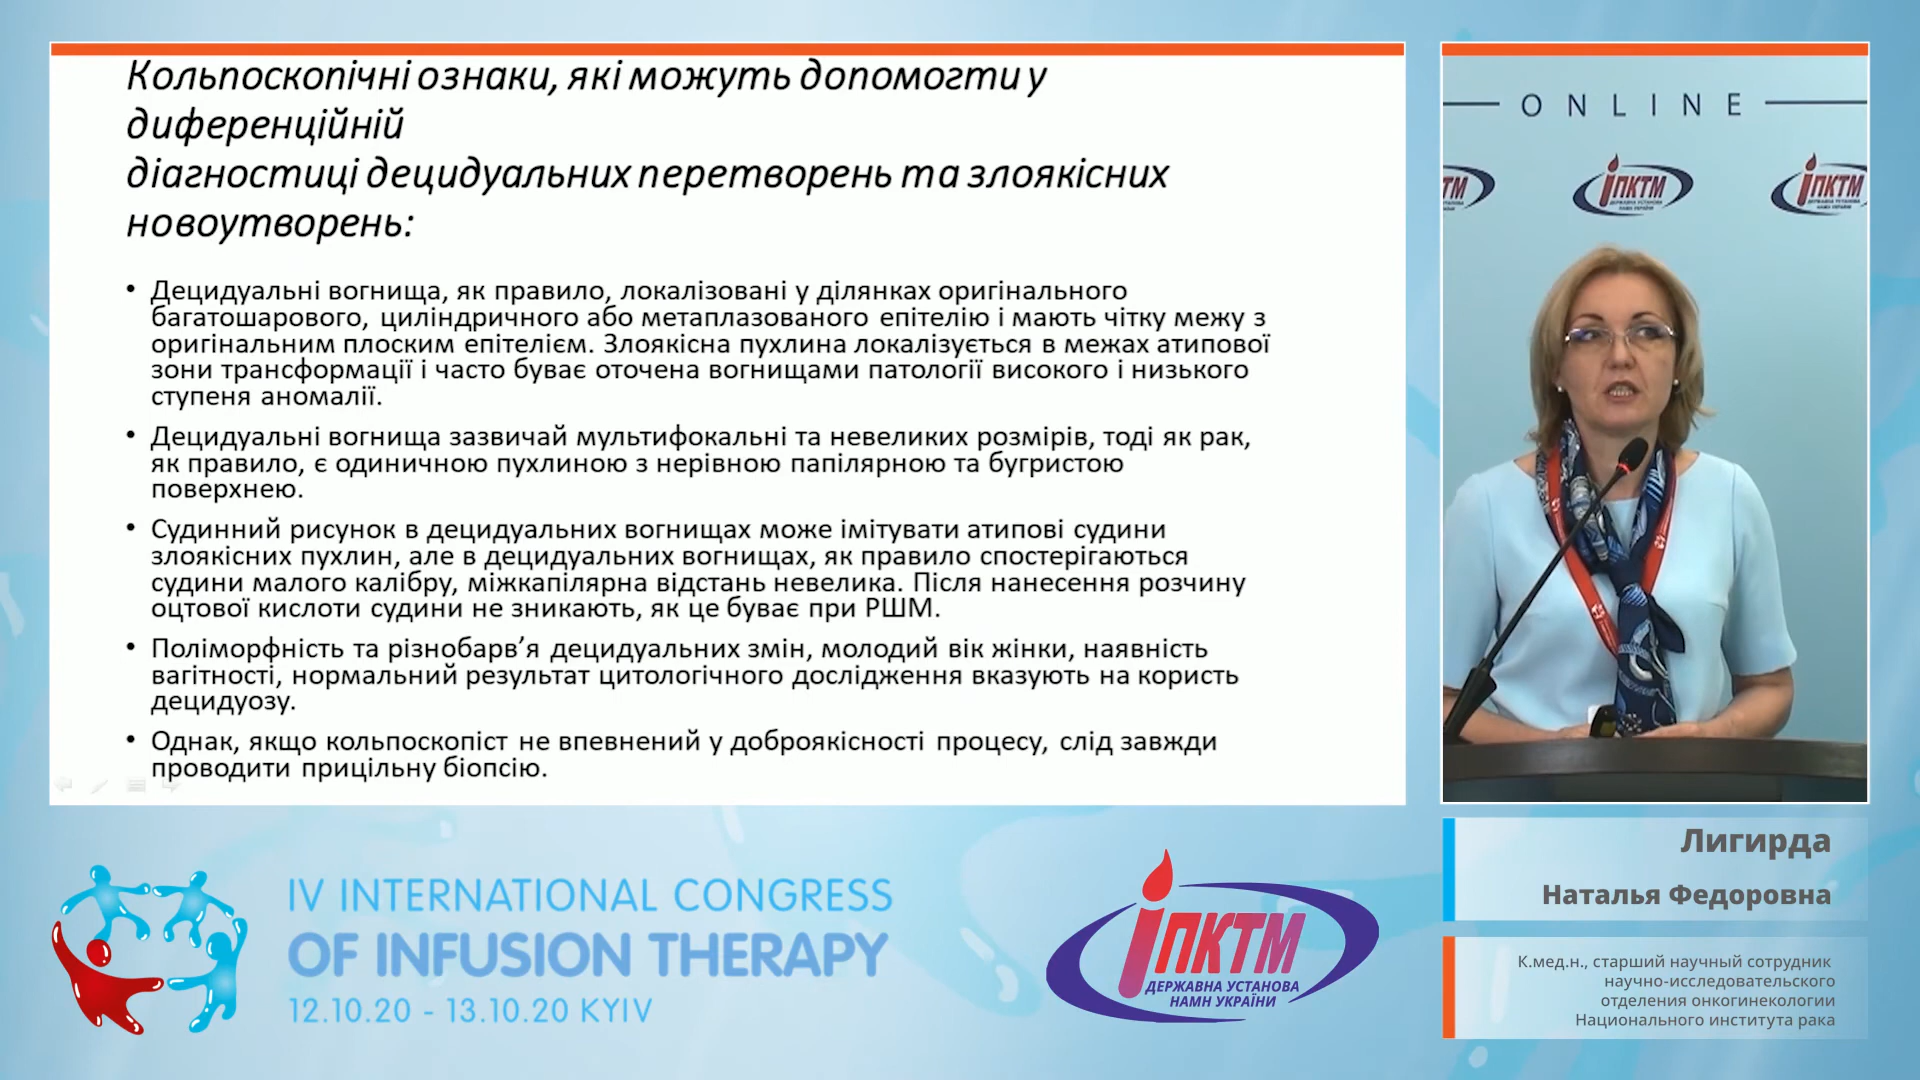 Кольпоскопічні ознаки, які можуть допомогти у
диференційній
діагностиці децидуальних перетворень та злоякісних
новоутворень:
• Децидуальні вогнища, як правило, локалізовані у ділянках оригінального
багатошарового, циліндричного або метаплазованого епітелію і мають чітку межу з
оригінальним плоским епітелієм. Злоякісна пухлина локалізується в межах атипової
зони трансформації і часто буває оточена вогнищами патології високого і низького
ступеня аномалії.
• Децидуальні вогнища зазвичай мультифокальні та невеликих розмірів, тоді як рак,
як правило, є одиничною пухлиною з нерівною папілярною та бугристою
поверхнею.
• Судинний рисунок в децидуальних вогнищах може імітувати атипові судини
злоякісних пухлин, але в децидуальних вогнищах, як правило спостерігаються
судини малого калібру, міжкапілярна відстань невелика. Після нанесення розчину
оцтової кислоти судини не зникають, як це буває при РШМ.
• Поліморфність та різнобарв’я децидуальних змін, молодий вік жінки, наявність
вагітності, нормальний результат цитологічного дослідження вказують на користь
децидуозу.
• Однак, якщо кольпоскопіст не впевнений у доброякісності процесу, слід завжди
проводити прицільну біопсію.
ONLINE
ТМ
ІПКТМ
ДЕРЖАВНА УСТАНОВА
НАМН УКРАЇНИ
ІПКТМ
Лигирда
Наталья Федоровна
К.мед.н., старший научный сотрудник
научно-исследовательского
отделения онкогинекологии
Национального института рака
IV INTERNATIONAL CONGRESS
OF INFUSION THERAPY
12.10.20 - 13.10.20 KYIV
ІПКТМ
ДЕРЖАВНА УСТАНОВА
НАМН УКРАЇНИ